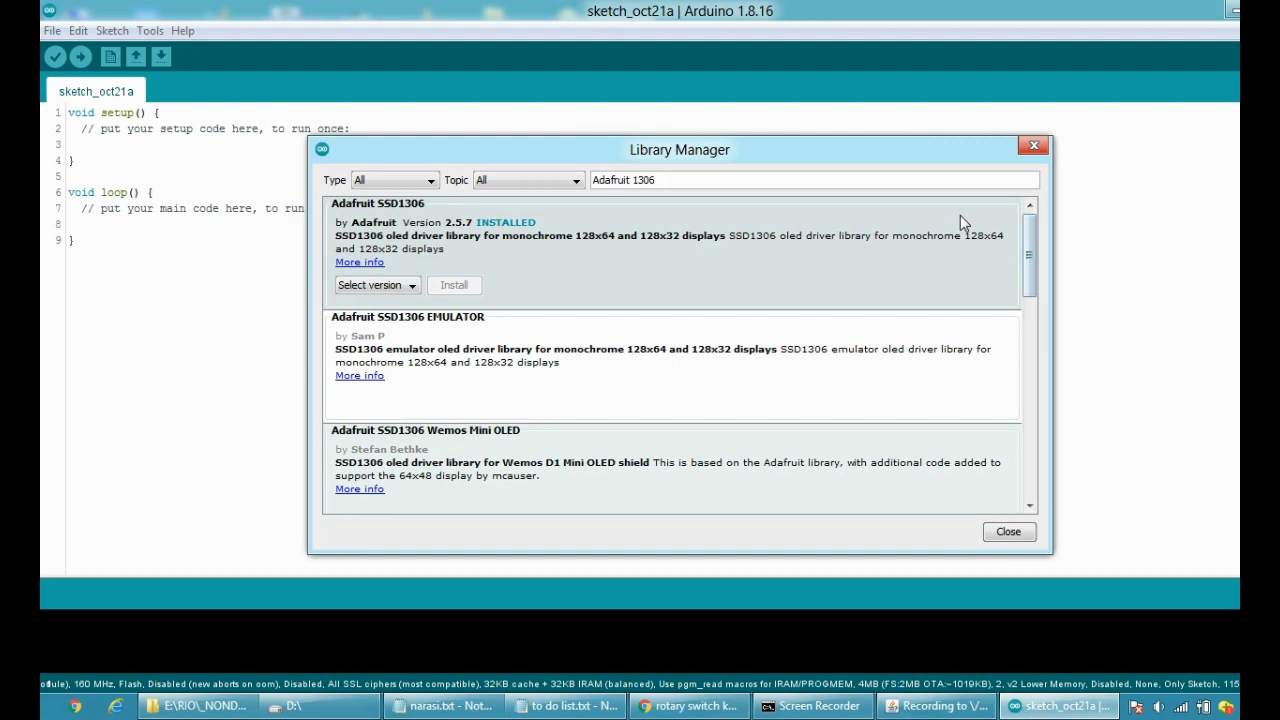 sketch_oct21a | Arduino 1.8.16
File Edit Sketch Tools Help
sketch_oct21a
1 void setup() {
2 // put your setup code here, to run once:
3
4 }
5
6 void loop() {
7 // put your main code here, to run
8
9 }
Library Manager
Type All Topic All Adafruit 1306
Adafruit SSD1306
by Adafruit Version 2.5.7 INSTALLED
SSD1306 oled driver library for monochrome 128x64 and 128x32 displays SSD1306 oled driver library for monochrome 128x64
and 128x32 displays
More info
Select version Install
Adafruit SSD1306 EMULATOR
by Sam P
SSD1306 emulator oled driver library for monochrome 128x64 and 128x32 displays SSD1306 emulator oled driver library for
monochrome 128x64 and 128x32 displays
More info
Adafruit SSD1306 Wemos Mini OLED
by Stefan Bethke
SSD1306 oled driver library for Wemos D1 Mini OLED shield This is based on the Adafruit library, with additional code added to
support the 64x48 display by mcauser.
More info
Close
dule), 160 MHz, Flash, Disabled (new aborts on oom), Disabled, All SSL ciphers (most compatible), 32KB cache + 32KB IRAM (balanced), Use pgm_read macros for IRAM/PROGMEM, 4MB (FS:2MB OTA:~1019KB), 2, v2 Lower Memory, Disabled, None, Only Sketch, 115
E:\RIO\_NOND... D:\ narasi.txt - Not... to do list.txt - N... rotary switch k... Screen Recorder Recording to \/... sketch_oct21a |...